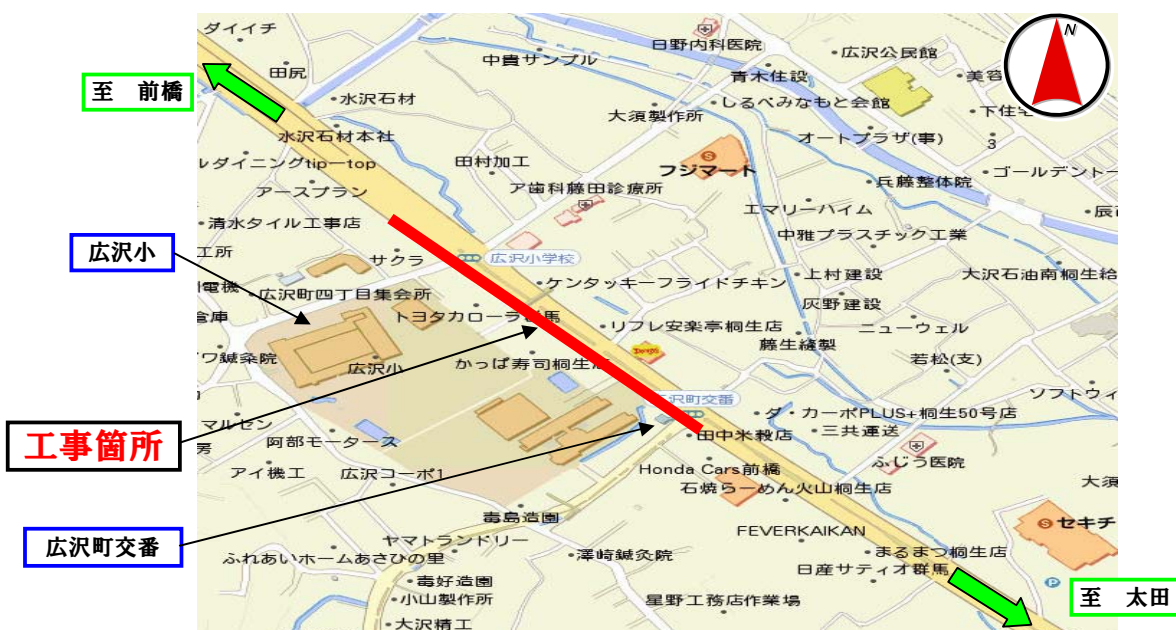 ダイイチ
日野内科医院
N
中貴サンプル
広沢公民館
田尻
青木住設
美容
至 前橋
水沢石材
しるべみなもと会館
下住宅
大須製作所
水沢石材本社
オートプラザ(事)
3
ルダイニングtipーtop
田村加工
フジマート
ゴールデント
アースプラン
ア歯科藤田診療所
兵藤整体院
清水タイル工事店
エマリーハイム
辰
中雅プラスチック工業
広沢小
工所
サクラ
広沢小学校
上村建設
大沢石油南桐生給
電機
広沢町四丁目集会所
ケンタッキーフライドチキン
灰野建設
倉庫
トヨタカローラ群馬
リフレ安楽亭桐生店
ニューウェル
藤生縫製
ワ鍼灸院
広沢小
かっぱ寿司桐生店
若松(支)
広沢町交番
ソフトウィ
マルセン
ダ・カーポPLUS+桐生50号店
工事箇所
房
阿部モータース
田中米穀店
三共運送
アイ機工
広沢コーポ1
Honda Cars前橋
ふじう医院
石焼らーめん火山桐生店
大須
毒島造園
FEVERKAIKAN
セキチ
広沢町交番
ヤマトランドリー
ふれあいホームあさひの里
澤崎鍼灸院
まるまつ桐生店
日産サティオ群馬
P
毒好造園
小山製作所
星野工務店作業場
至 太田
大沢精工